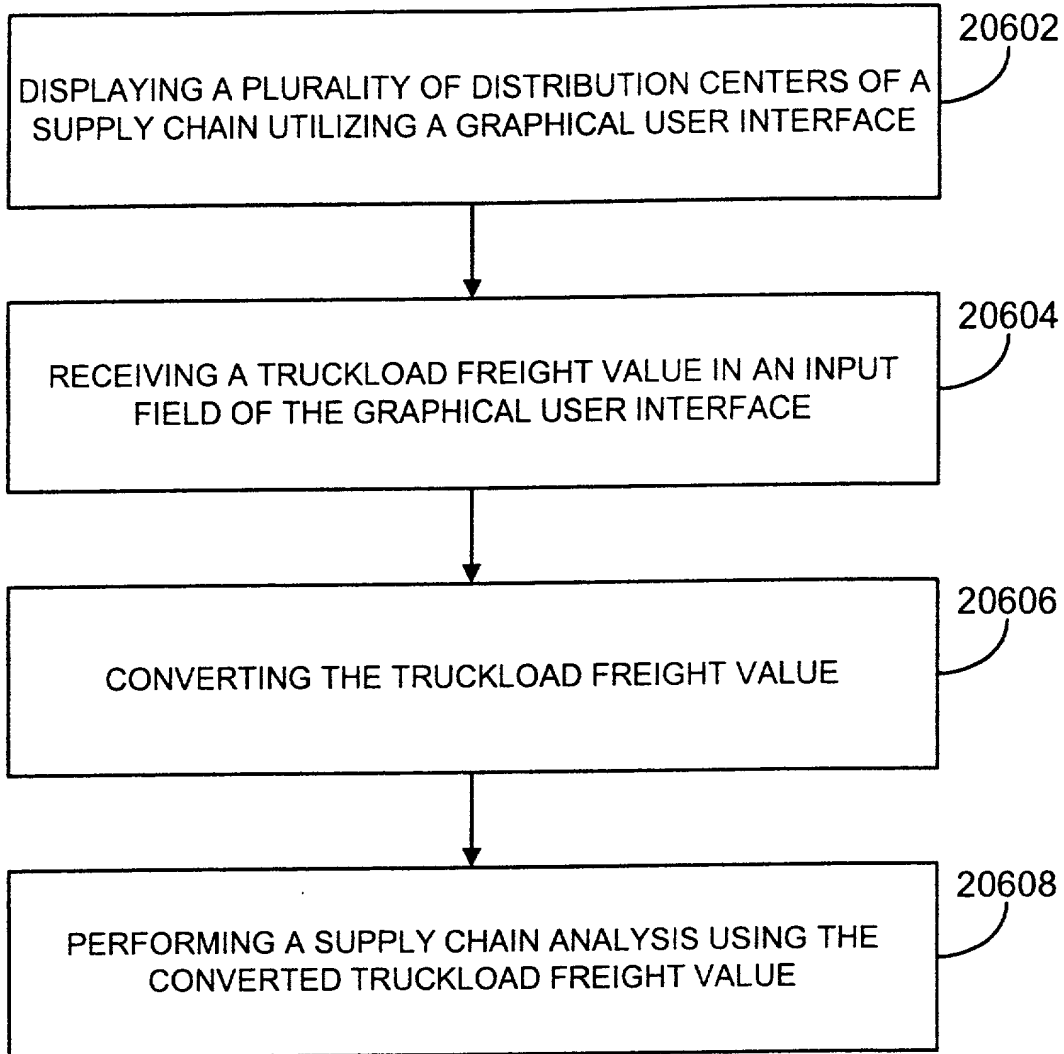 20602
DISPLAYING A PLURALITY OF DISTRIBUTION CENTERS OF A
SUPPLY CHAIN UTILIZING A GRAPHICAL USER INTERFACE
20604
RECEIVING A TRUCKLOAD FREIGHT VALUE IN AN INPUT
FIELD OF THE GRAPHICAL USER INTERFACE
20606
CONVERTING THE TRUCKLOAD FREIGHT VALUE
20608
PERFORMING A SUPPLY CHAIN ANALYSIS USING THE
CONVERTED TRUCKLOAD FREIGHT VALUE